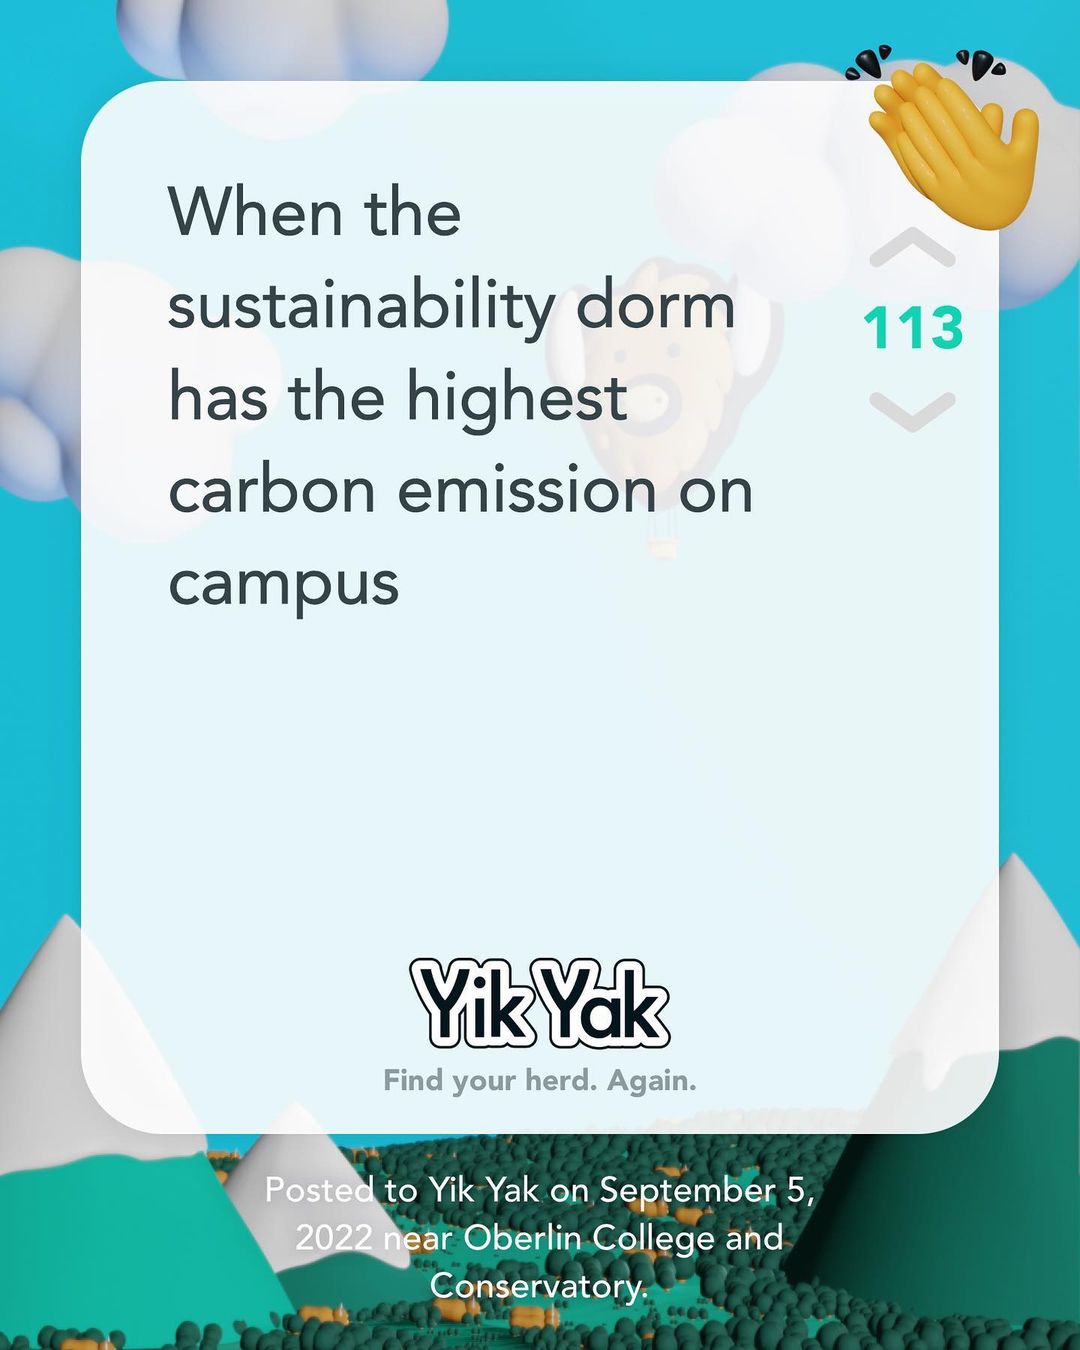 When the
sustainability dorm
has the highest
carbon emission on
campus
113
Yik Yak
Find your herd. Again.
Posted to Yik Yak on September 5,
2022 near Oberlin College and
Conservatory.